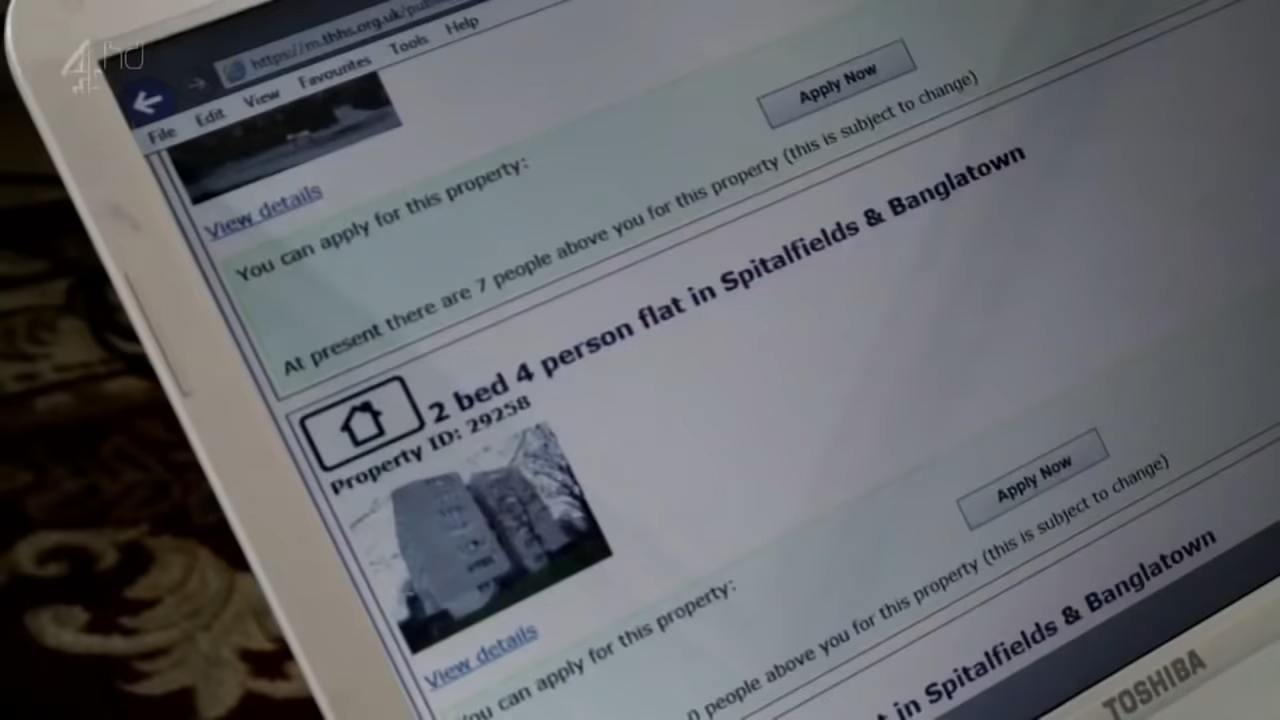 4hd
https://m.thhs.org.uk/pub
File Edit View Favourites Tools Help
View details
You can apply for this property:
Apply Now
At present there are 7 people above you for this property (this is subject to change)
2 bed 4 person flat in Spitalfields & Banglatown
Property ID: 29258
View details
You can apply for this property:
Apply Now
0 people above you for this property (this is subject to change)
in Spitalfields & Banglatown
TOSHIBA